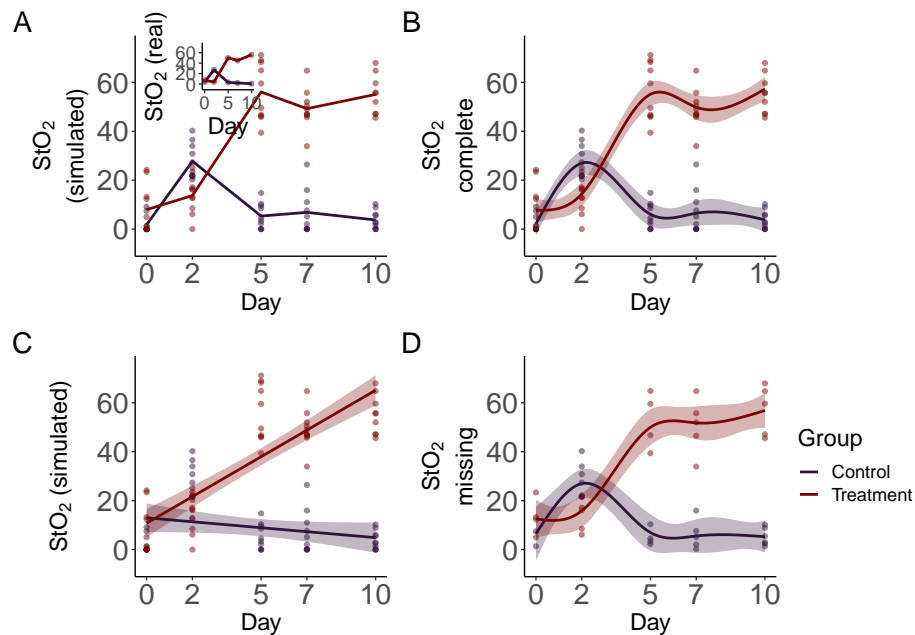 A
StO₂
(simulated)
60
40
20
0
0 2 5 7 10
Day
StO₂ (real)
60
40
20
0
0 2 5 10
Day
B
StO₂
complete
60
40
20
0
0 2 5 7 10
Day
C
StO₂ (simulated)
60
40
20
0
0 2 5 7 10
Day
D
StO₂
missing
60
40
20
0
0 2 5 7 10
Day
Group
Control
Treatment